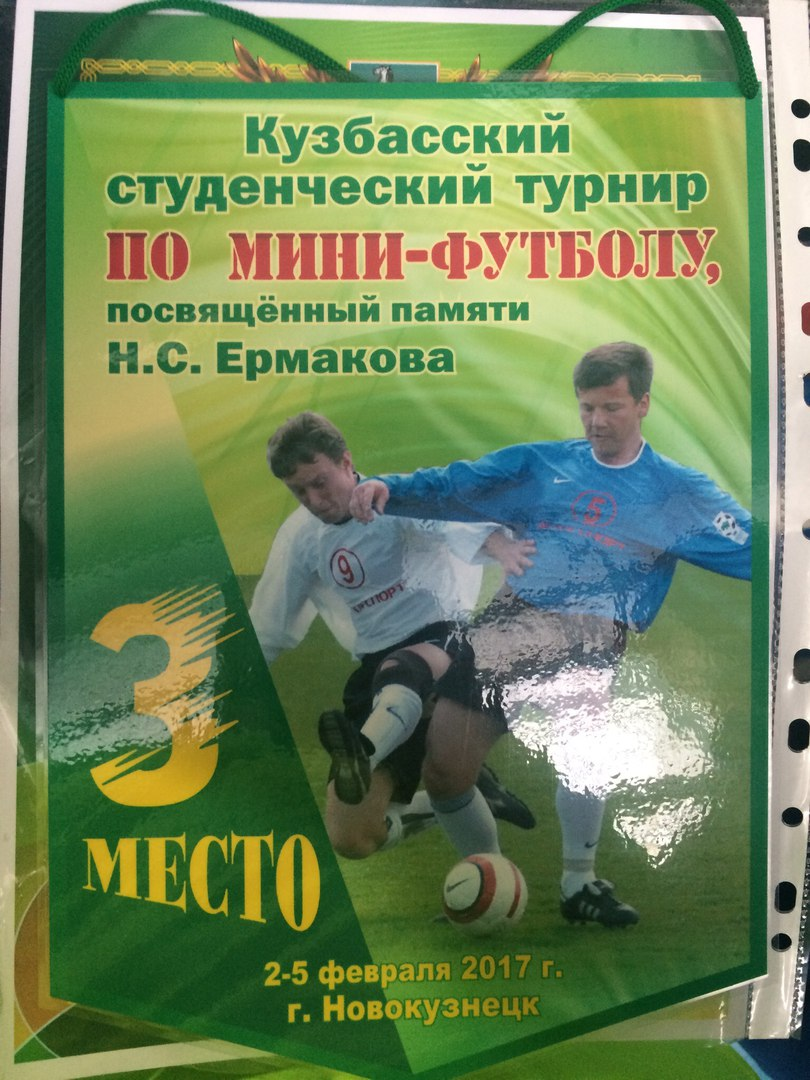 Кузбасский
студенческий турнир
ПО МИНИ-ФУТБОЛУ,
посвящённый памяти
Н.С. Ермакова
5
9
3
МЕСТО
2-5 февраля 2017 г.
г. Новокузнецк